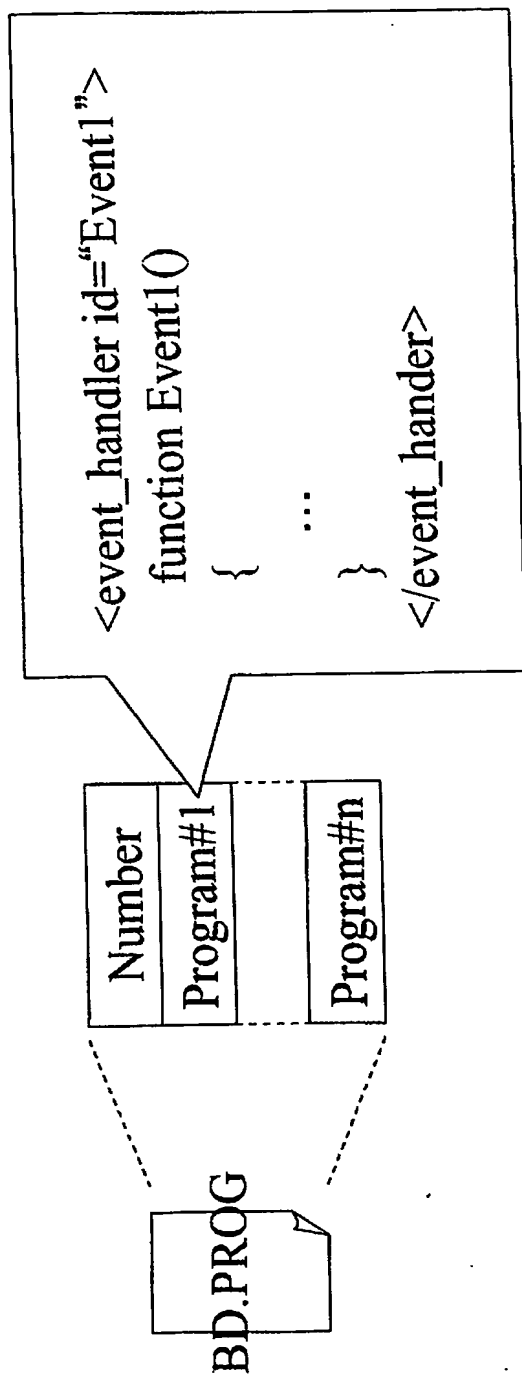 BD.PROG
Number
Program#1
Program#n
<event_handler id=“Event1”>
function Event1()
{
…
}
</event_hander>